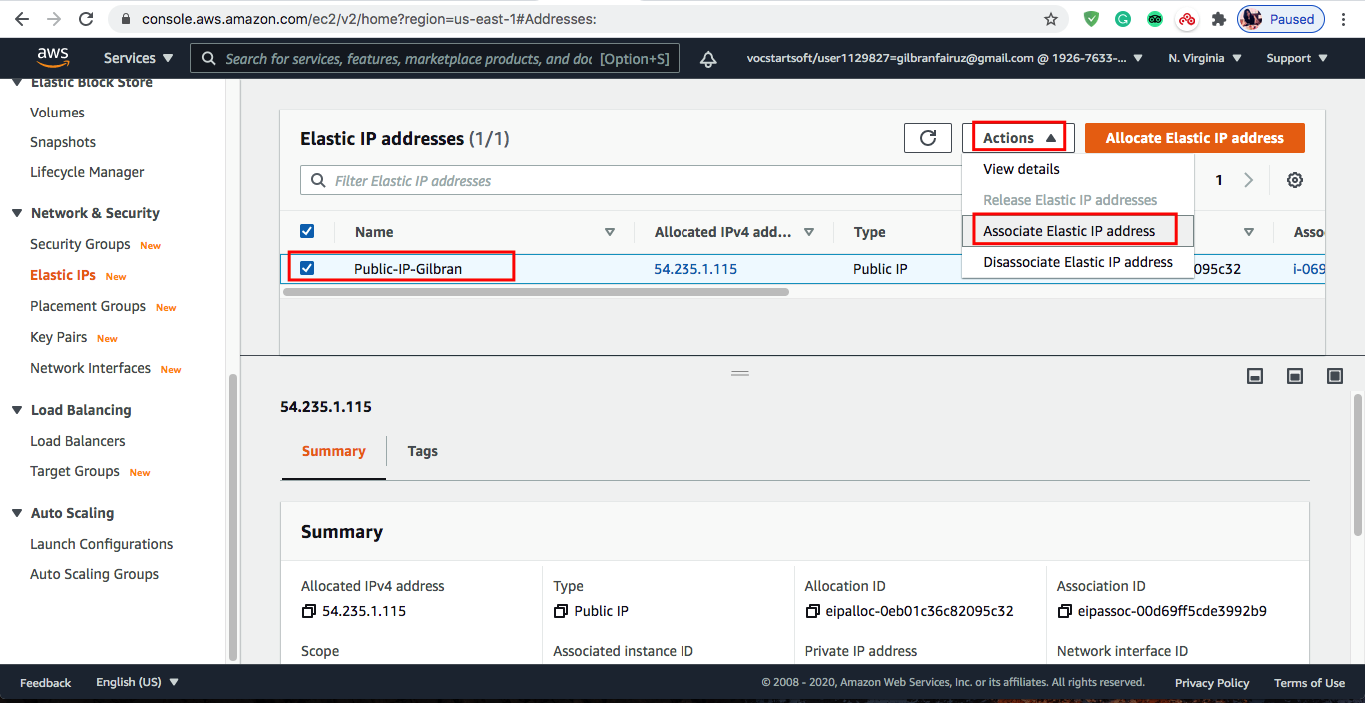 console.aws.amazon.com/ec2/v2/home?region=us-east-1#Addresses:
Paused
aws
Services
Search for services, features, marketplace products, and doc
[Option+S]
vocstartsoft/user1129827=gilbranfairuz@gmail.com @ 1926-7633-...
N. Virginia
Support
Elastic Block Store
Volumes
Snapshots
Lifecycle Manager
Network & Security
Security Groups New
Elastic IPs New
Placement Groups New
Key Pairs New
Network Interfaces New
Load Balancing
Load Balancers
Target Groups New
Auto Scaling
Launch Configurations
Auto Scaling Groups
Elastic IP addresses (1/1)
Actions
Allocate Elastic IP address
Filter Elastic IP addresses
1
View details
Release Elastic IP addresses
Associate Elastic IP address
Disassociate Elastic IP address
Name
Allocated IPv4 add...
Type
Asso
Public-IP-Gilbran
54.235.1.115
Public IP
095c32
i-069
54.235.1.115
Summary
Tags
Summary
Allocated IPv4 address
Type
Allocation ID
Association ID
54.235.1.115
Public IP
eipalloc-0eb01c36c82095c32
eipassoc-00d69ff5cde3992b9
Scope
Associated instance ID
Private IP address
Network interface ID
Feedback
English (US)
© 2008 - 2020, Amazon Web Services, Inc. or its affiliates. All rights reserved.
Privacy Policy
Terms of Use